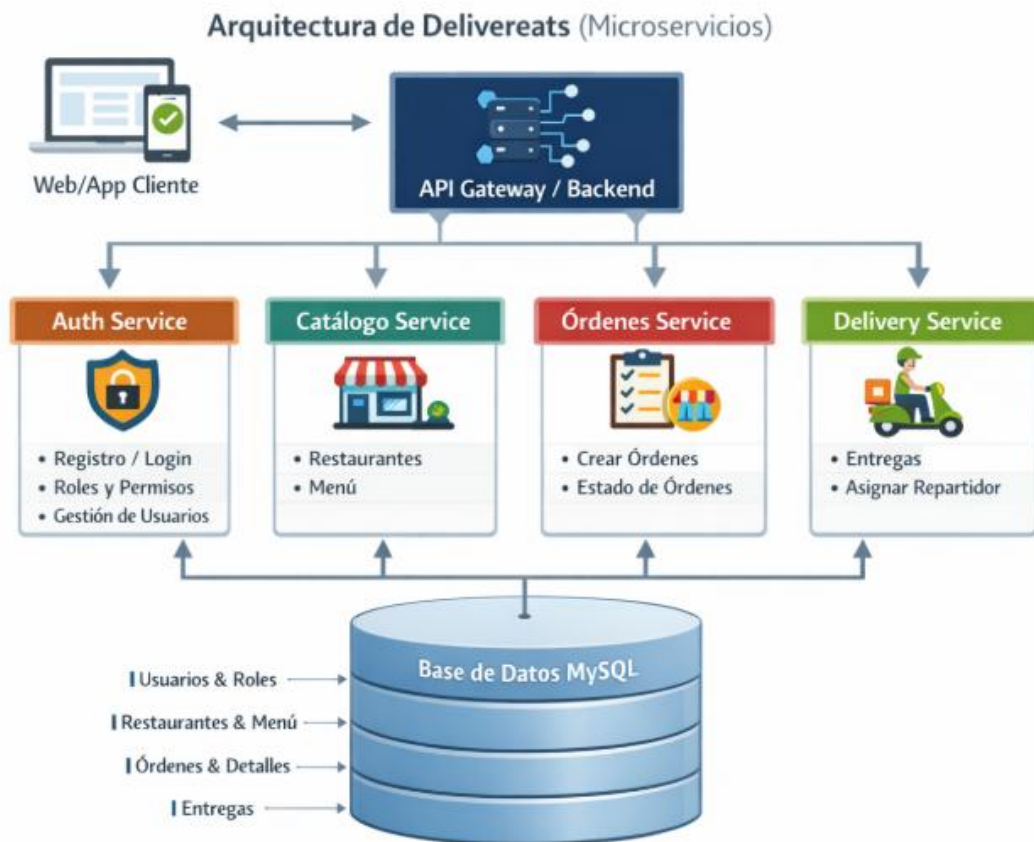 Arquitectura de Delivereats (Microservicios)
Web/App Cliente
API Gateway / Backend
Auth Service
• Registro / Login
• Roles y Permisos
• Gestión de Usuarios
Catálogo Service
• Restaurantes
• Menú
Órdenes Service
• Crear Órdenes
• Estado de Órdenes
Delivery Service
• Entregas
• Asignar Repartidor
Base de Datos MySQL
Usuarios & Roles
Restaurantes & Menú
Órdenes & Detalles
Entregas